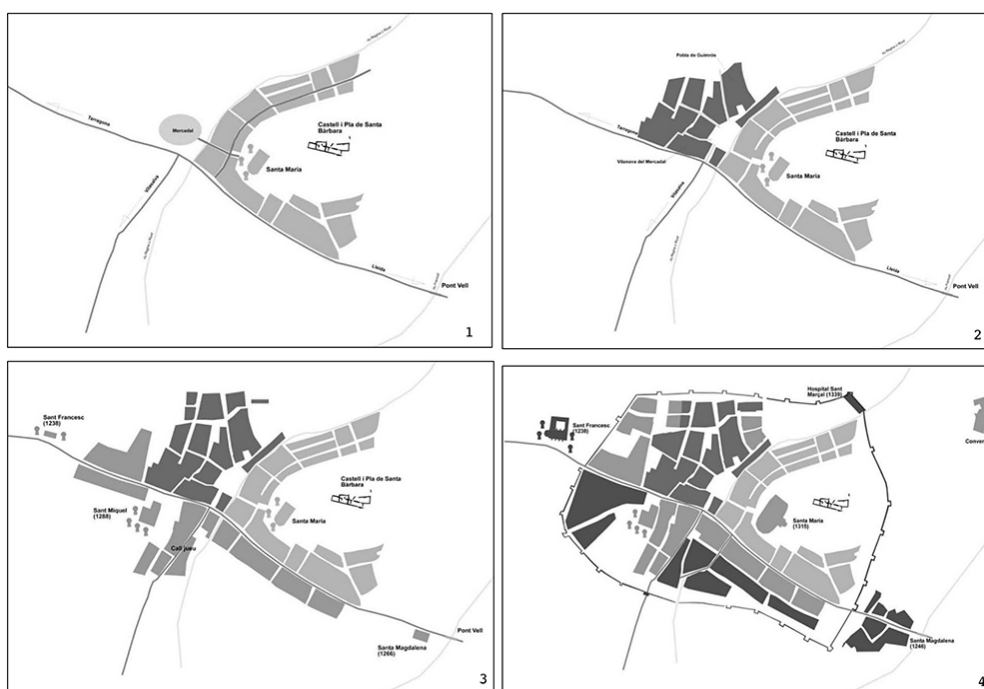 Tarragona
Mercadal
Castell i Pla de Santa
Bàrbara
Santa Maria
Vilandiva
Lleida
Pont Vell
1
Pobla de Guimrós
Tarragona
Castell i Pla de Santa
Bàrbara
Vilanova del Mercadal
Santa Maria
Lleida
Pont Vell
2
Sant Francesc
(1238)
Castell i Pla de Santa
Bàrbara
Sant Miquel
(1288)
Santa Maria
Call jueu
Pont Vell
Santa Magdalena
(1266)
3
Hospital Sant
Marçal (1339)
Sant Francesc
(1238)
Conven
Santa Maria
(1315)
Santa Magdalena
(1246)
4